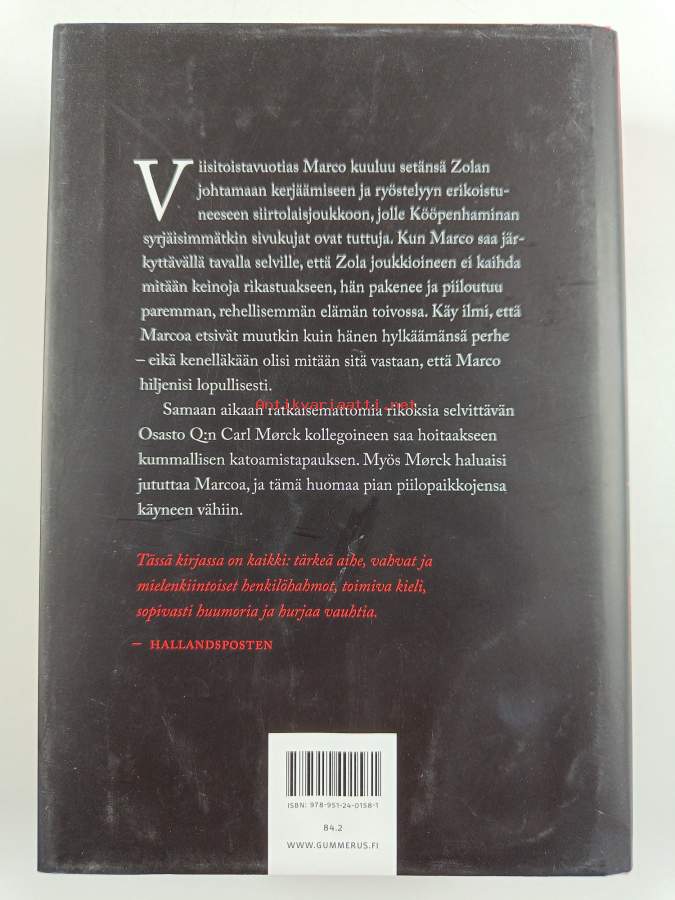 Viisitoistavuotias Marco kuuluu setänsä Zolan
johtamaan kerjäämiseen ja ryöstelyyn erikoistu-
neeseen siirtolaisjoukkoon, jolle Kööpenhaminan
syrjäisimmätkin sivukujat ovat tuttuja. Kun Marco saa jär-
kyttävällä tavalla selville, että Zola joukkioineen ei kaihda
mitään keinoja rikastuakseen, hän pakenee ja piiloutuu
paremman, rehellisemmän elämän toivossa. Käy ilmi, että
Marcoa etsivät muutkin kuin hänen hylkäämänsä perhe
– eikä kenelläkään olisi mitään sitä vastaan, että Marco
hiljenisi lopullisesti.
Antikvariaatti.net
Samaan aikaan ratkaisemattomia rikoksia selvittävän
Osasto Q:n Carl Mørck kollegoineen saa hoitaakseen
kummallisen katoamistapauksen. Myös Mørck haluaisi
jututtaa Marcoa, ja tämä huomaa pian piilopaikkojensa
käyneen vähiin.
Tässä kirjassa on kaikki: tärkeä aihe, vahvat ja
mielenkiintoiset henkilöhahmot, toimiva kieli,
sopivasti huumoria ja hurjaa vauhtia.
– HALLANDSPOSTEN
ISBN: 978-951-24-0158-1
84.2
WWW.GUMMERUS.FI